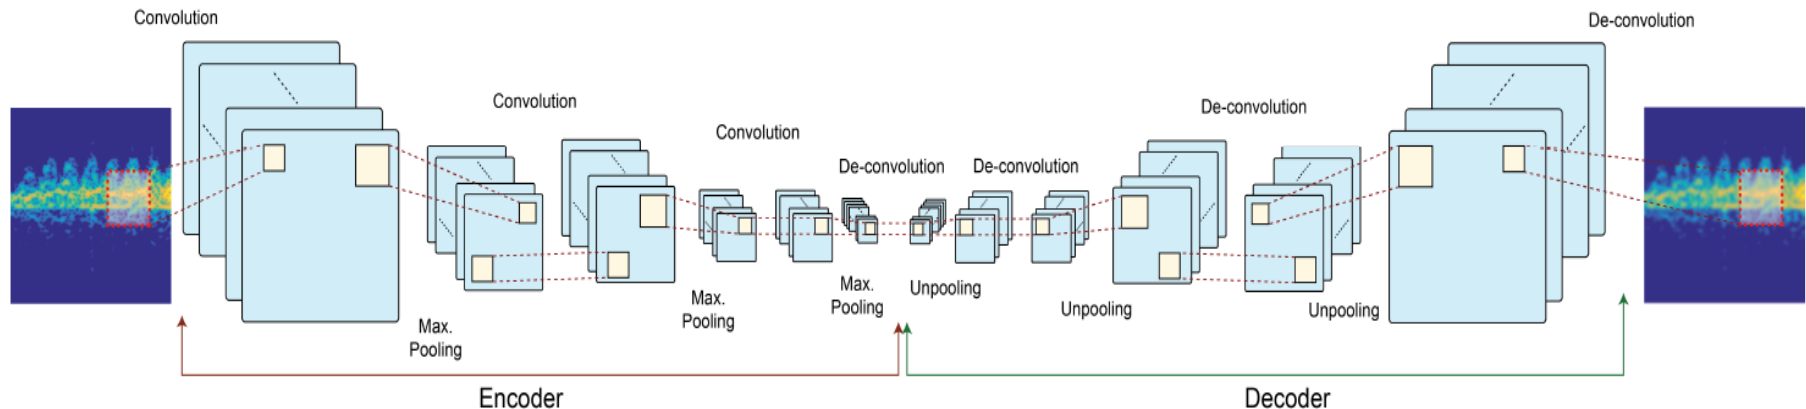 Convolution
De-convolution
Convolution
De-convolution
Convolution
De-convolution
De-convolution
Max.
Pooling
Max.
Pooling
Max.
Pooling
Unpooling
Unpooling
Unpooling
Encoder
Decoder